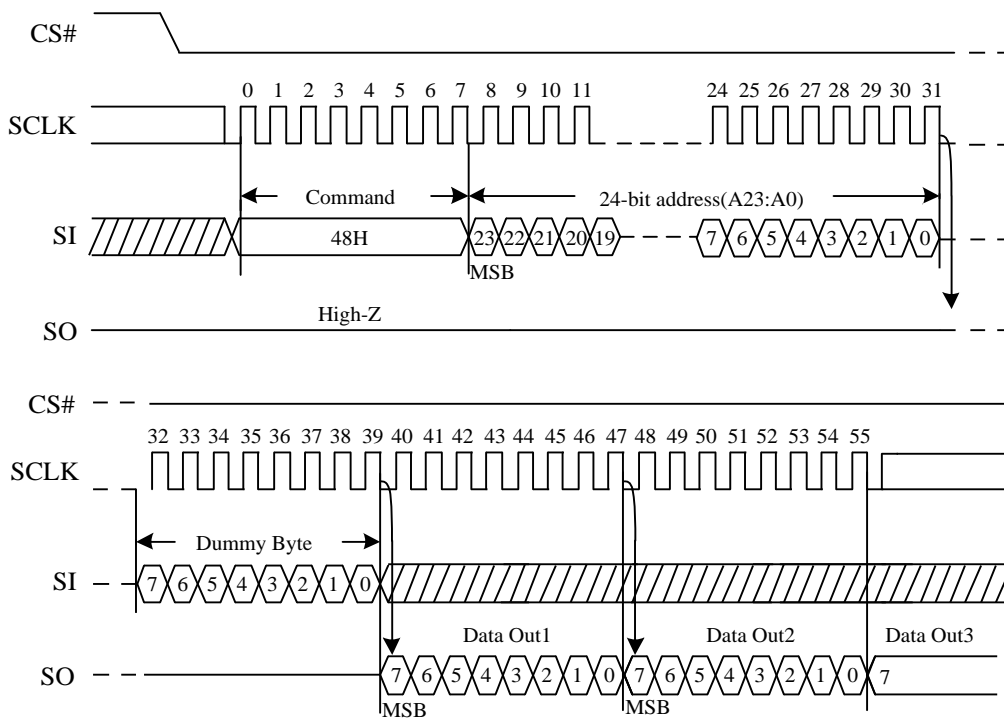 CS#
0 1 2 3 4 5 6 7 8 9 10 11 24 25 26 27 28 29 30 31
SCLK
Command 24-bit address(A23:A0)
SI 48H 23 22 21 20 19 7 6 5 4 3 2 1 0
MSB
High-Z
SO
CS#
32 33 34 35 36 37 38 39 40 41 42 43 44 45 46 47 48 49 50 51 52 53 54 55
SCLK
Dummy Byte
SI 7 6 5 4 3 2 1 0
Data Out1 Data Out2 Data Out3
SO 7 6 5 4 3 2 1 0 7 6 5 4 3 2 1 0 7
MSB MSB